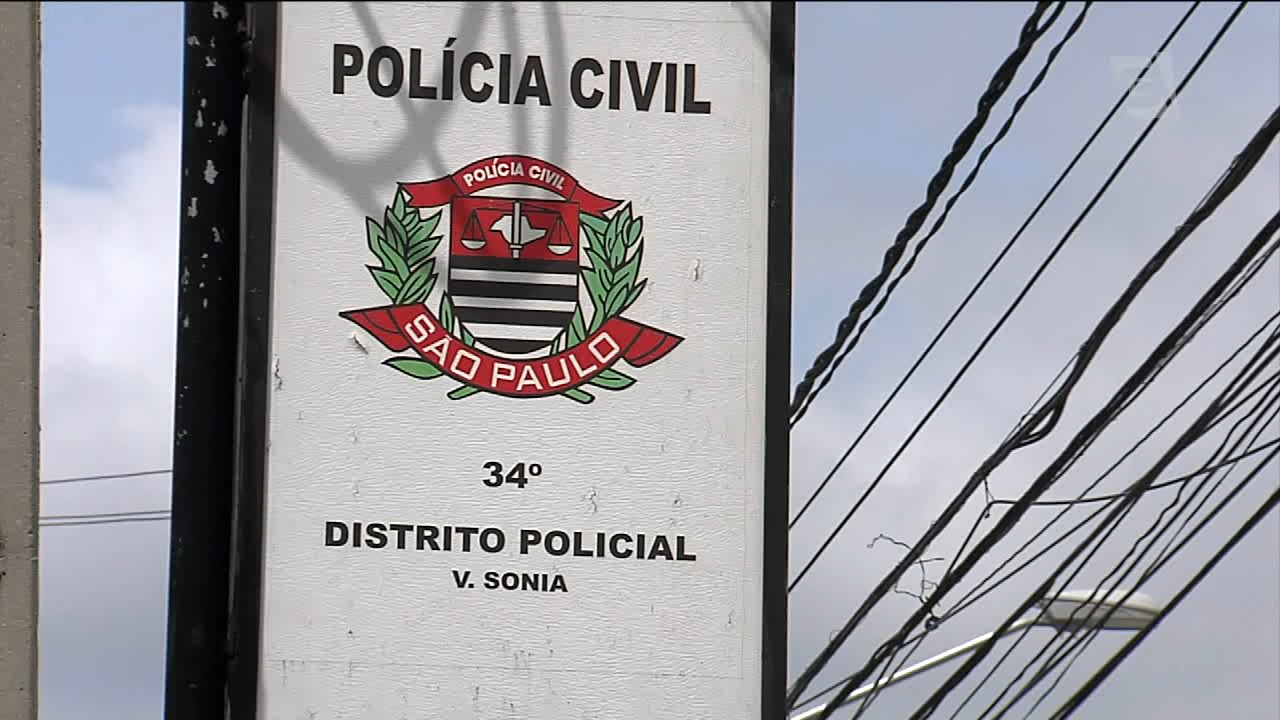 POLÍCIA CIVIL
POLÍCIA CIVIL
SÃO PAULO
34º
DISTRITO POLICIAL
V. SONIA